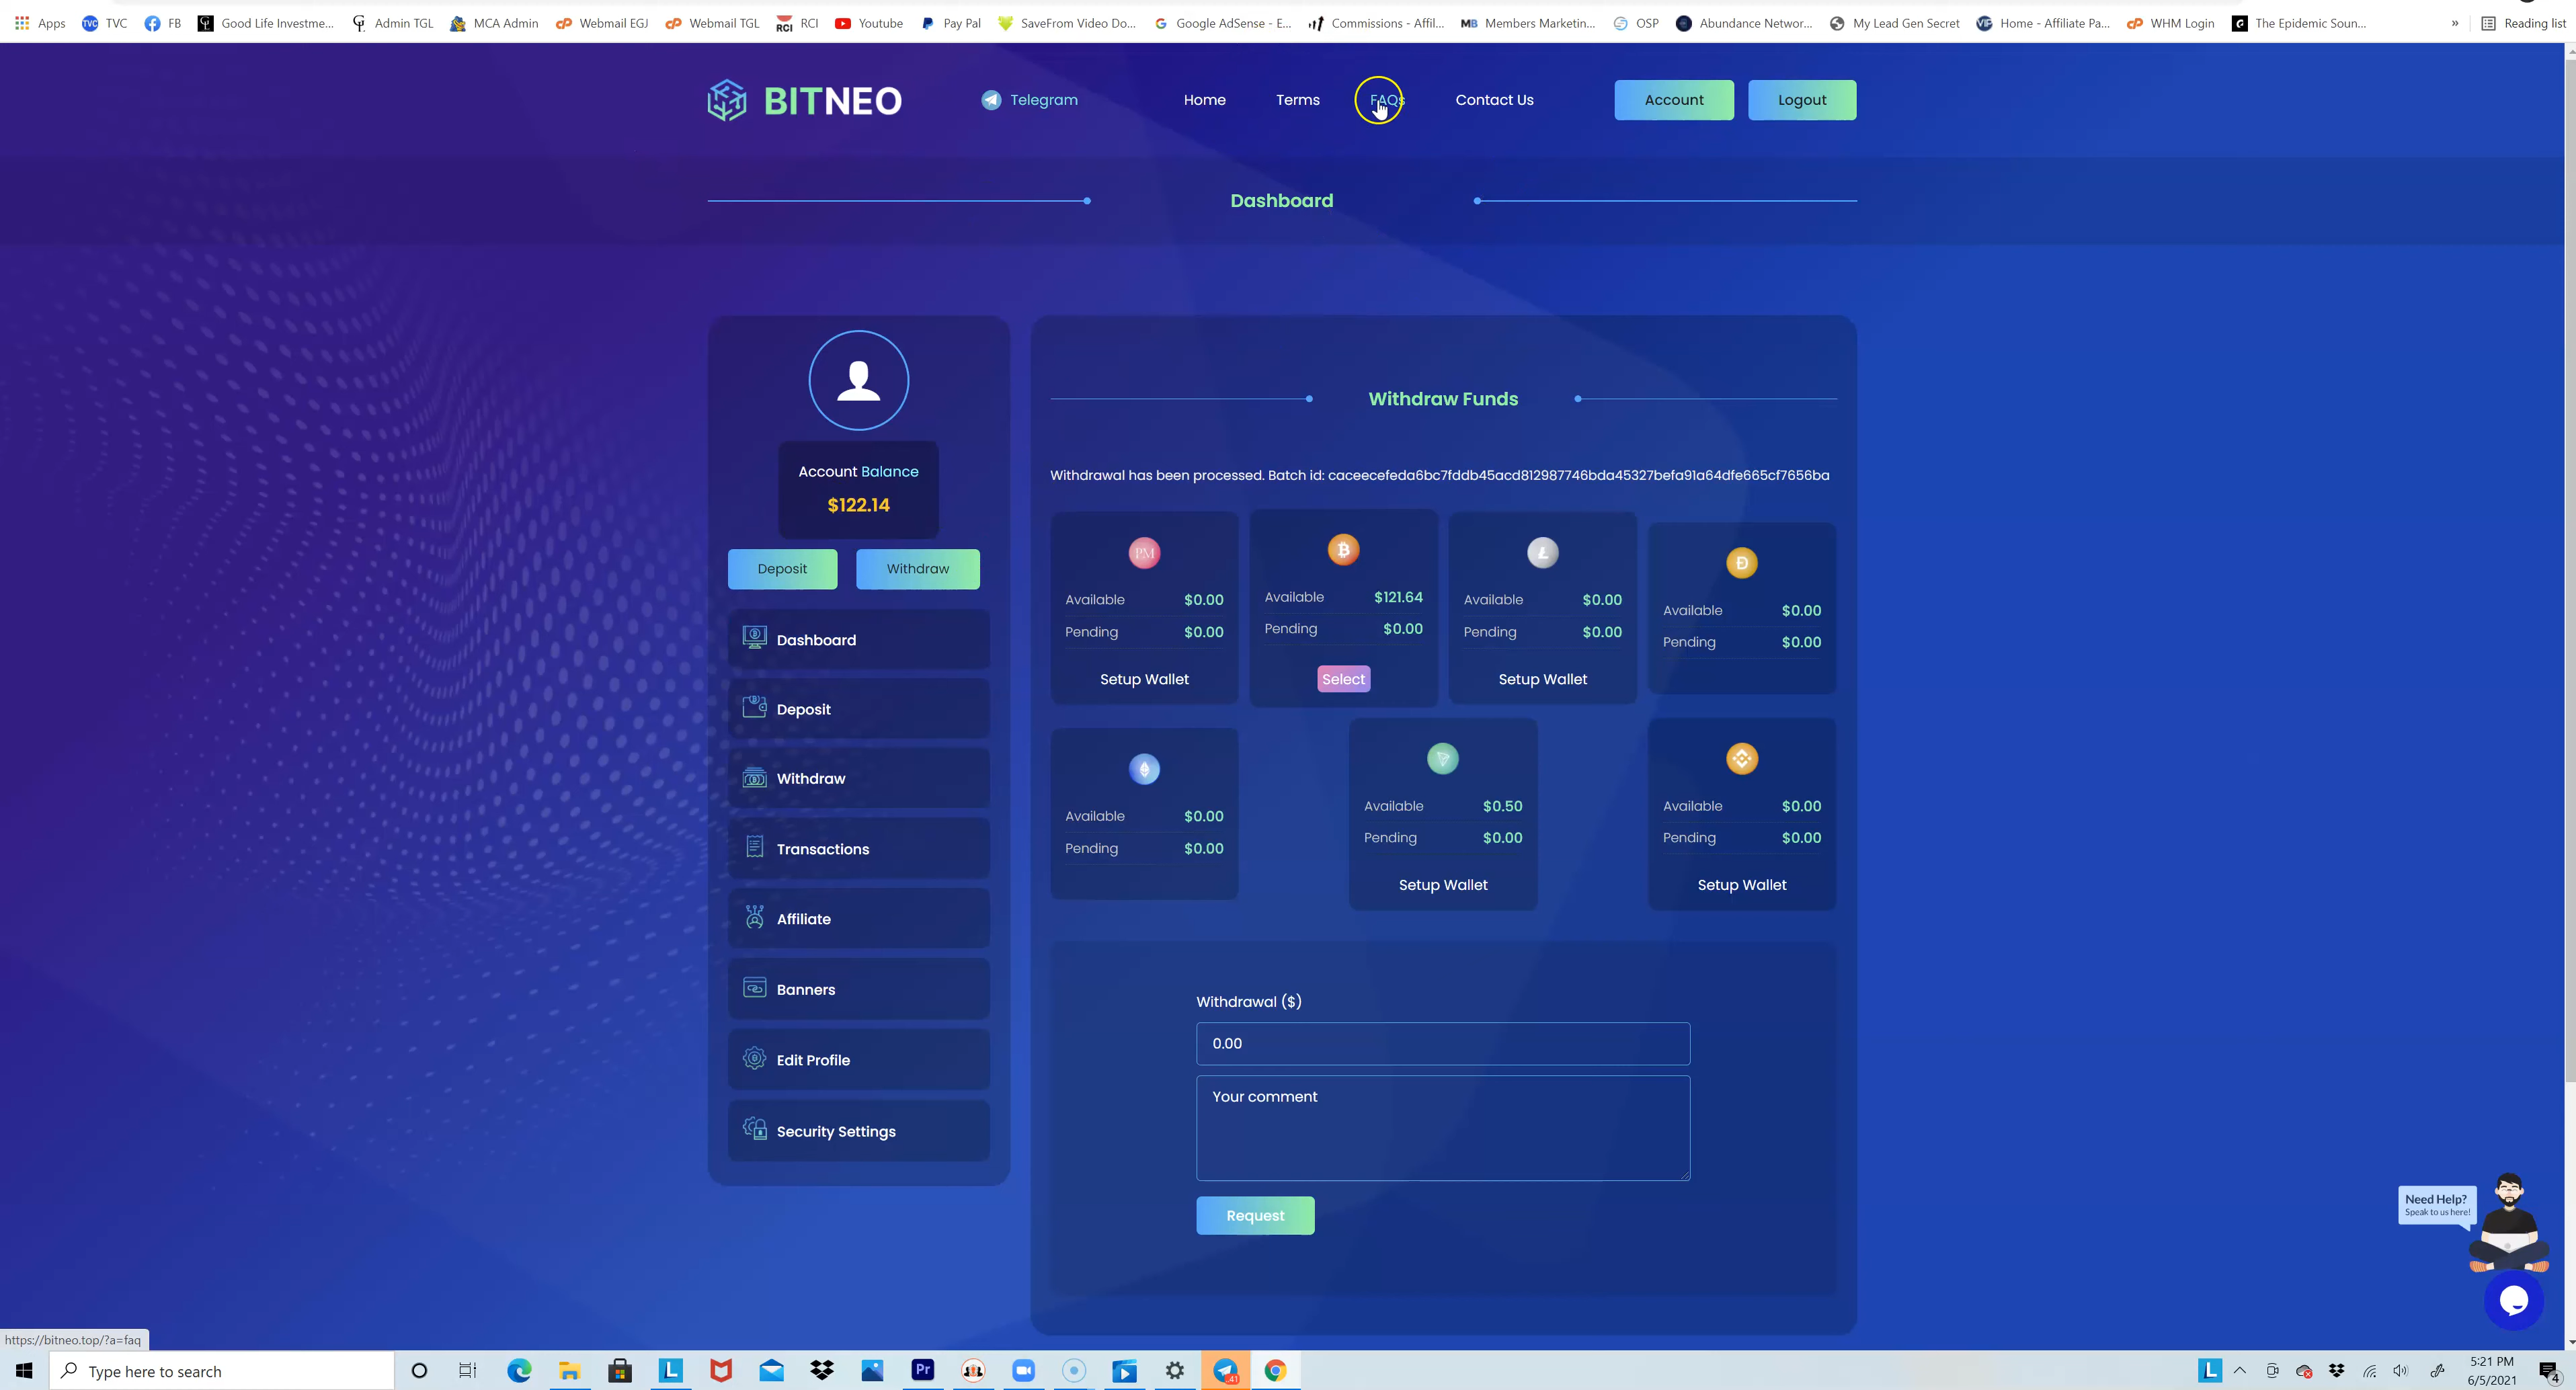 Apps TVC FB Good Life Investme... Admin TGL MCA Admin Webmail EGJ Webmail TGL RCI Youtube Pay Pal SaveFrom Video Do... Google AdSense - E... Commissions - Affil... Members Marketin... OSP Abundance Networ... My Lead Gen Secret Home - Affiliate Pa... WHM Login The Epidemic Soun... » Reading list
BITNEO Telegram Home Terms FAQs Contact Us Account Logout
Dashboard
Account Balance
$122.14
Deposit Withdraw
Dashboard
Deposit
Withdraw
Transactions
Affiliate
Banners
Edit Profile
Security Settings
Withdraw Funds
Withdrawal has been processed. Batch id: caceecefeda6bc7fddb45acd812987746bda45327befa91a64dfe665cf7656ba
PM
Available $0.00
Pending $0.00
Setup Wallet
Available $121.64
Pending $0.00
Select
Available $0.00
Pending $0.00
Setup Wallet
Available $0.00
Pending $0.00
Available $0.00
Pending $0.00
Available $0.50
Pending $0.00
Setup Wallet
Available $0.00
Pending $0.00
Setup Wallet
Withdrawal ($)
0.00
Your comment
Request
Need Help?
Speak to us here!
https://bitneo.top/?a=faq
Type here to search
5:21 PM
6/5/2021
4